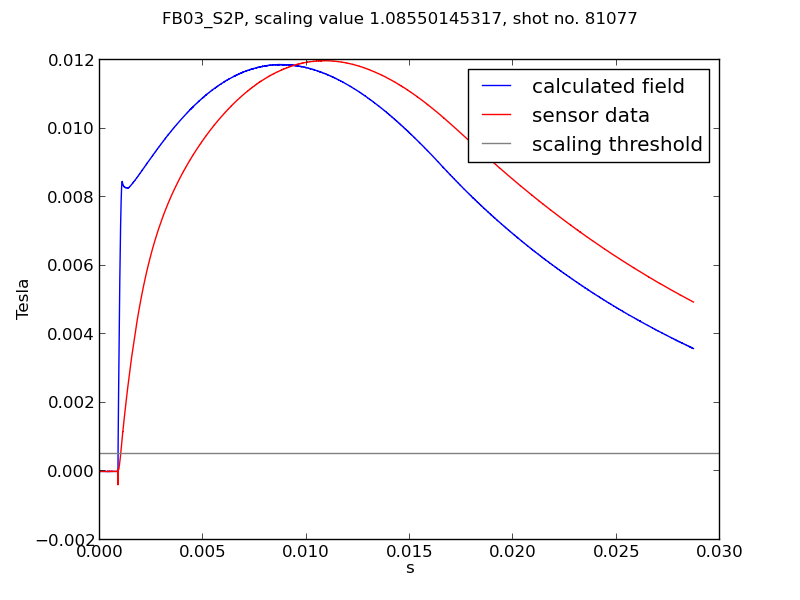 FB03_S2P, scaling value 1.08550145317, shot no. 81077
0.012
0.010
0.008
0.006
0.004
0.002
0.000
−0.002
Tesla
calculated field
sensor data
scaling threshold
0.000 0.005 0.010 0.015 0.020 0.025 0.030
s